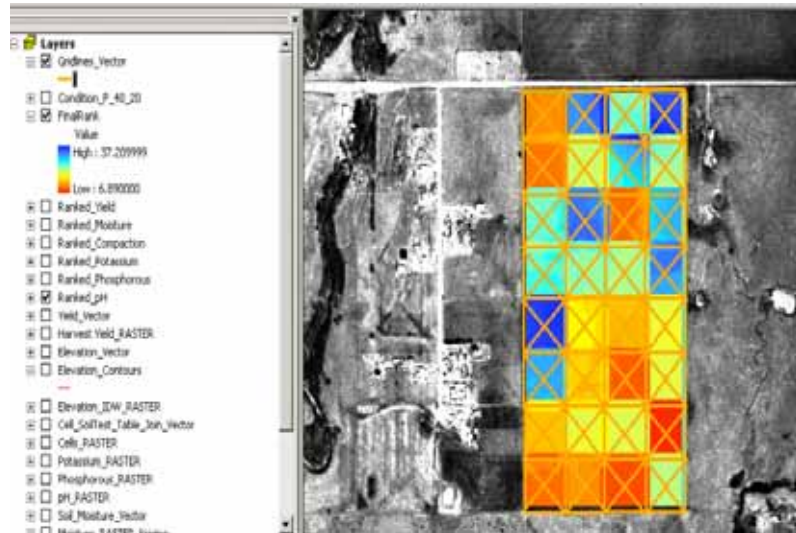 Layers
Gridlines_Vector
Condition_P_40_20
FinalRank
Value
High : 37.209999
Low : 6.890000
Ranked_Yield
Ranked_Moisture
Ranked_Compaction
Ranked_Potassium
Ranked_Phosphorous
Ranked_pH
Yield_Vector
Harvest Yield_RASTER
Elevation_Vector
Elevation_Contours
Elevation_IDW_RASTER
Cell_SoilTest_Table_Join_Vector
Cells_RASTER
Potassium_RASTER
Phosphorous_RASTER
pH_RASTER
Soil_Moisture_Vector